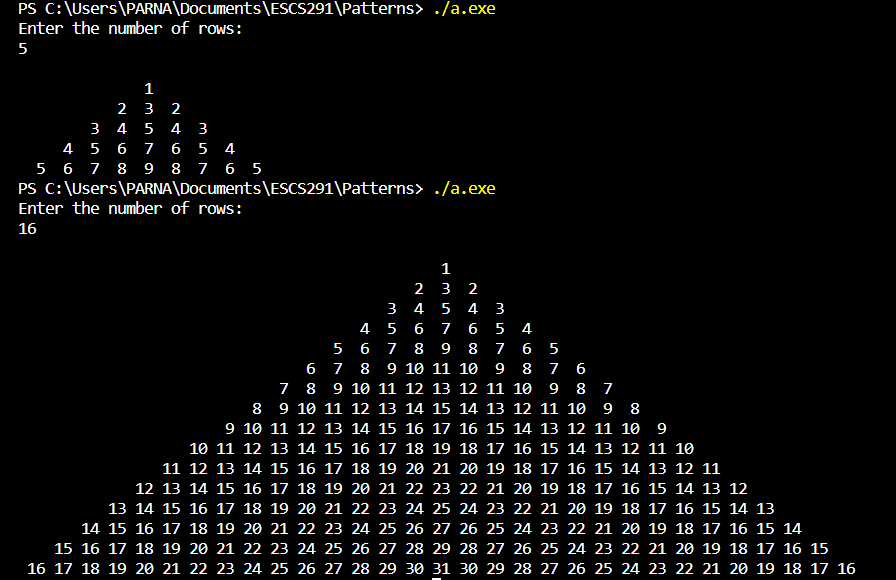 PS C:\Users\PARNA\Documents\ESCS291\Patterns> ./a.exe
Enter the number of rows:
5
1
2 3 2
3 4 5 4 3
4 5 6 7 6 5 4
5 6 7 8 9 8 7 6 5
PS C:\Users\PARNA\Documents\ESCS291\Patterns> ./a.exe
Enter the number of rows:
16
1
2 3 2
3 4 5 4 3
4 5 6 7 6 5 4
5 6 7 8 9 8 7 6 5
6 7 8 9 10 11 10 9 8 7 6
7 8 9 10 11 12 13 12 11 10 9 8 7
8 9 10 11 12 13 14 15 14 13 12 11 10 9 8
9 10 11 12 13 14 15 16 17 16 15 14 13 12 11 10 9
10 11 12 13 14 15 16 17 18 19 18 17 16 15 14 13 12 11 10
11 12 13 14 15 16 17 18 19 20 21 20 19 18 17 16 15 14 13 12 11
12 13 14 15 16 17 18 19 20 21 22 23 22 21 20 19 18 17 16 15 14 13 12
13 14 15 16 17 18 19 20 21 22 23 24 25 24 23 22 21 20 19 18 17 16 15 14 13
14 15 16 17 18 19 20 21 22 23 24 25 26 27 26 25 24 23 22 21 20 19 18 17 16 15 14
15 16 17 18 19 20 21 22 23 24 25 26 27 28 29 28 27 26 25 24 23 22 21 20 19 18 17 16 15
16 17 18 19 20 21 22 23 24 25 26 27 28 29 30 31 30 29 28 27 26 25 24 23 22 21 20 19 18 17 16